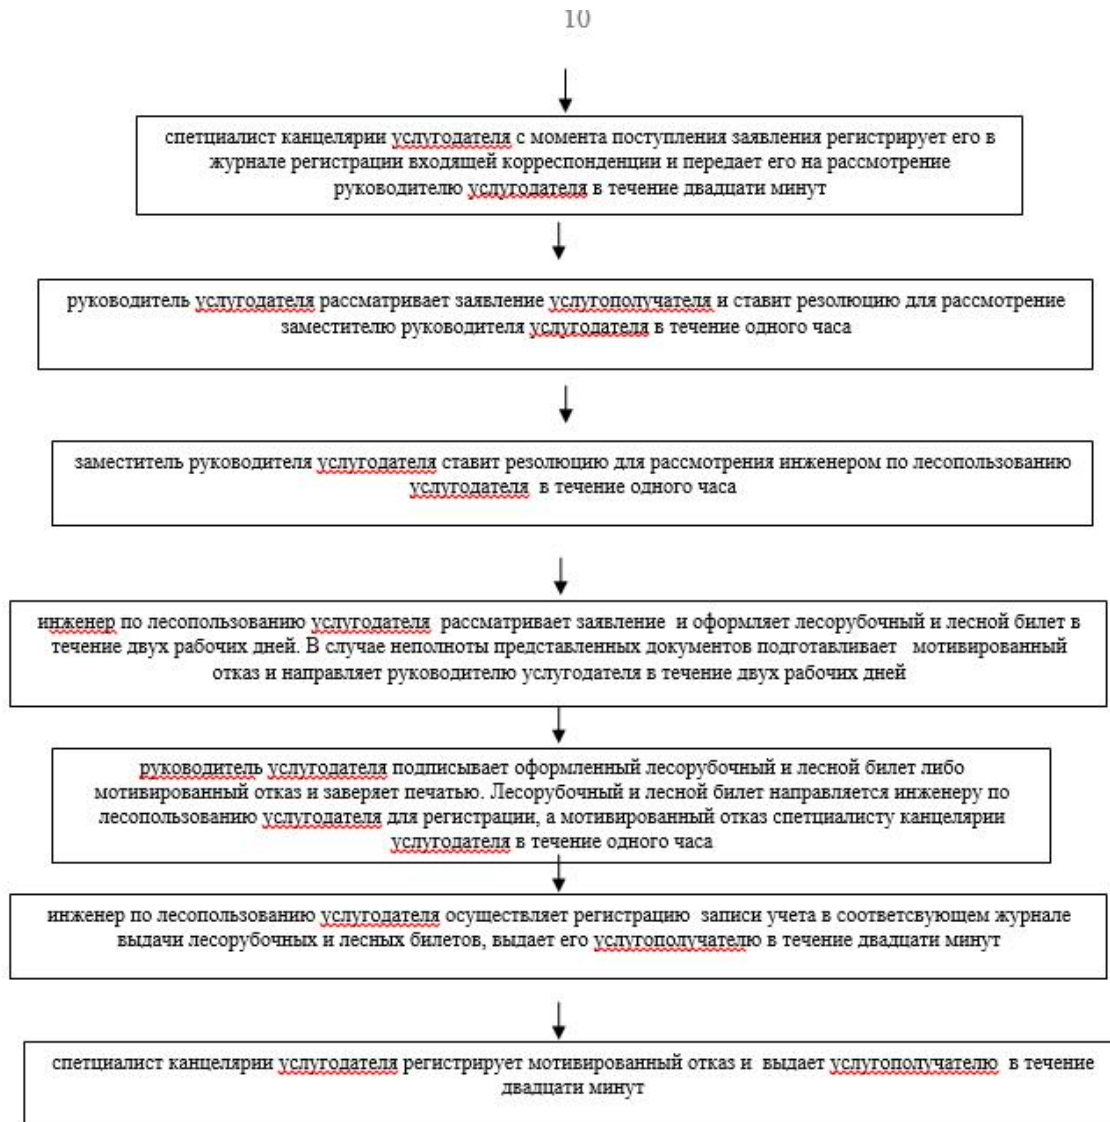 10
спетциалист канцелярии услугодателя с момента поступления заявления регистрирует его в
журнале регистрации входящей корреспонденции и передает его на рассмотрение
руководителю услугодателя в течение двадцати минут
руководитель услугодателя рассматривает заявление услугополучателя и ставит резолюцию для рассмотрение
заместителю руководителя услугодателя в течение одного часа
заместитель руководителя услугодателя ставит резолюцию для рассмотрения инженером по лесопользованию
услугодателя в течение одного часа
инженер по лесопользованию услугодателя рассматривает заявление и оформляет лесорубочный и лесной билет в
течение двух рабочих дней. В случае неполноты представленных документов подготавливает мотивированный
отказ и направляет руководителю услугодателя в течение двух рабочих дней
руководитель услугодателя подписывает оформленный лесорубочный и лесной билет либо
мотивированный отказ и заверяет печатью. Лесорубочный и лесной билет направляется инженеру по
лесопользованию услугодателя для регистрации, а мотивированный отказ спетциалисту канцелярии
услугодателя в течение одного часа
инженер по лесопользованию услугодателя осуществляет регистрацию записи учета в соответсвующем журнале
выдачи лесорубочных и лесных билетов, выдает его услугополучателю в течение двадцати минут
спетциалист канцелярии услугодателя регистрирует мотивированный отказ и выдает услугополучателю в течение
двадцати минут